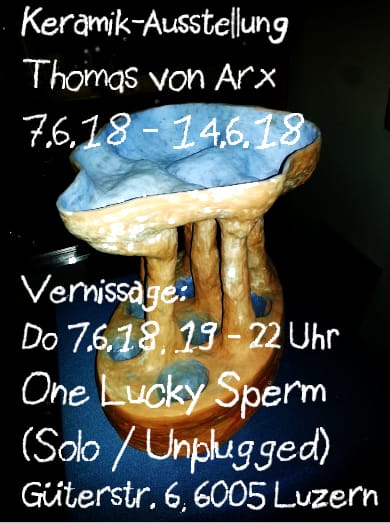 Keramik-Ausstellung
Thomas von Arx
7.6.18 - 14.6.18
Vernissage:
Do 7.6.18, 19 - 22 Uhr
One Lucky Sperm
(Solo / Unplugged)
Güterstr. 6, 6005 Luzern